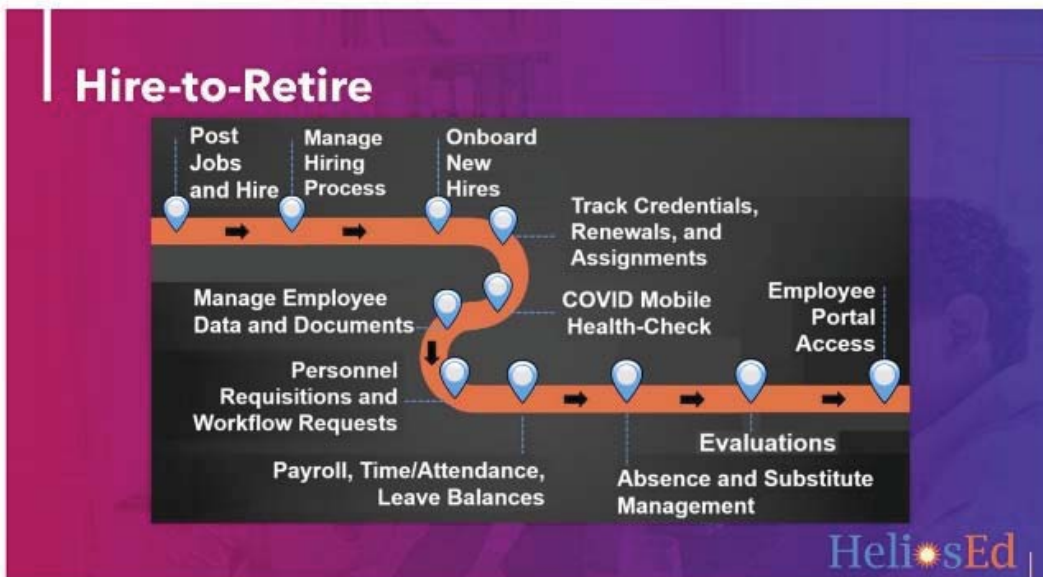 Hire-to-Retire
Post
Jobs
and Hire
Manage
Hiring
Process
Onboard
New
Hires
Track Credentials,
Renewals, and
Assignments
COVID Mobile
Health-Check
Manage Employee
Data and Documents
Personnel
Requisitions and
Workflow Requests
Payroll, Time/Attendance,
Leave Balances
Absence and Substitute
Management
Evaluations
Employee
Portal
Access
HeliosEd